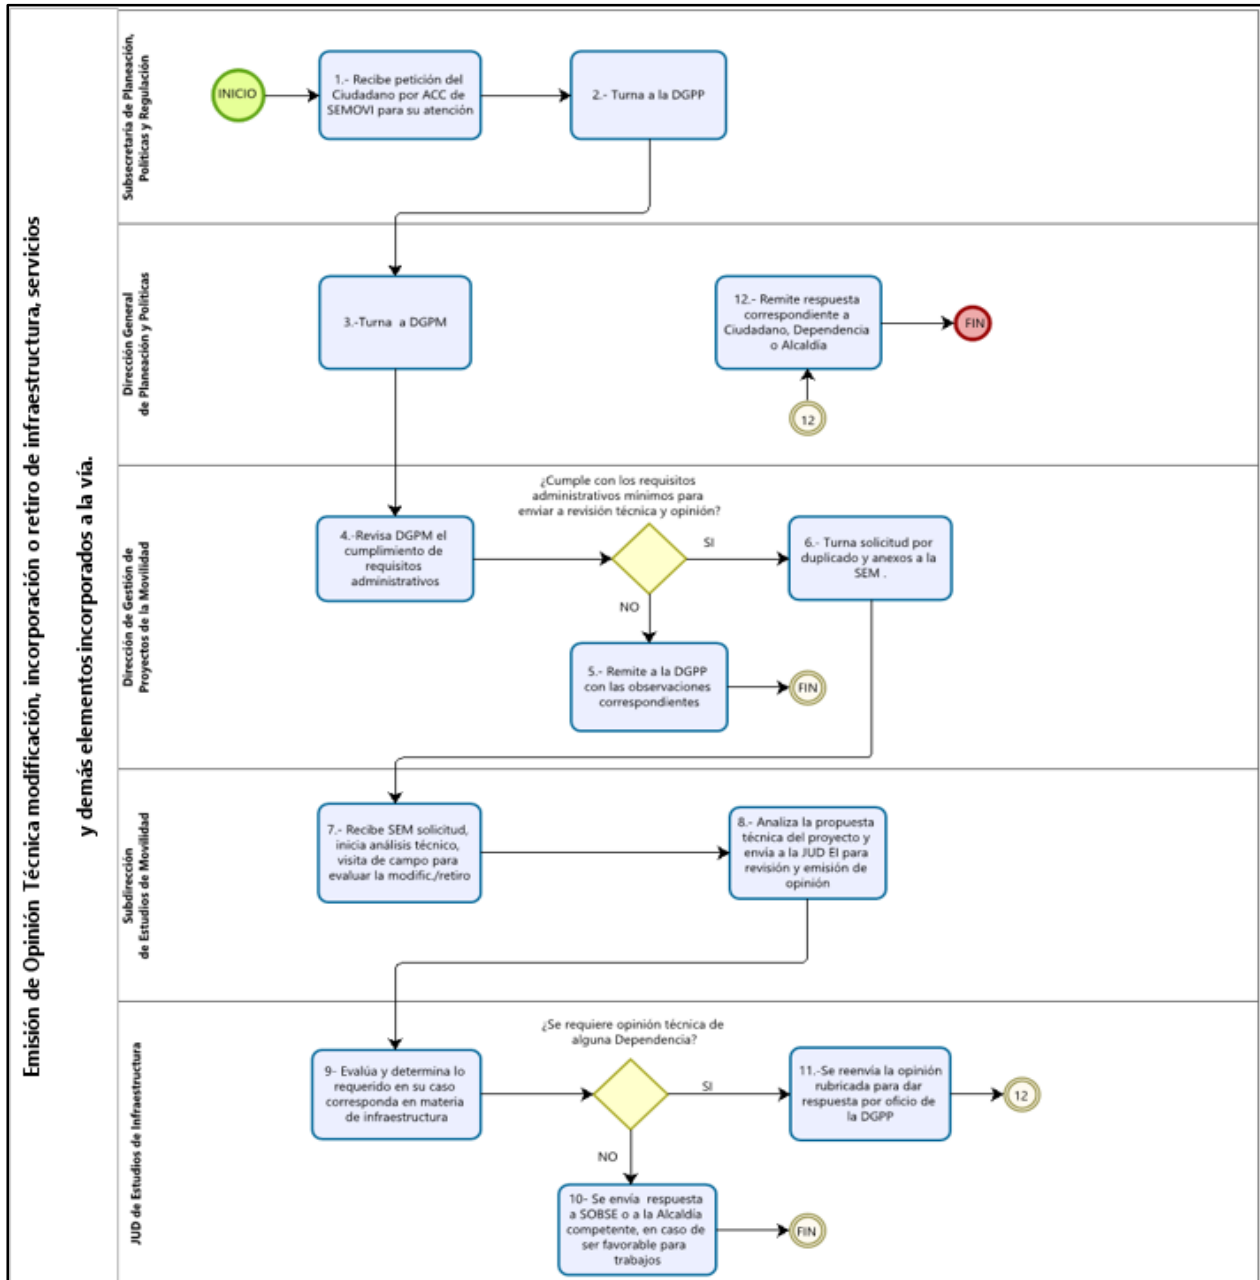 Emisión de Opinión Técnica modificación, incorporación o retiro de infraestructura, servicios
y demás elementos incorporados a la vía.
Subsecretaría de Planeación,
Políticas y Regulación
INICIO
1.- Recibe petición del
Ciudadano por ACC de
SEMOVI para su atención
2.- Turna a la DGPP
Dirección General
de Planeación y Políticas
3.-Turna a DGPM
12.- Remite respuesta
correspondiente a
Ciudadano, Dependencia
o Alcaldía
FIN
12
Dirección de Gestión de
Proyectos de la Movilidad
4.-Revisa DGPM el
cumplimiento de
requisitos
administrativos
¿Cumple con los requisitos
administrativos mínimos para
enviar a revisión técnica y opinión?
SI
NO
6.- Turna solicitud por
duplicado y anexos a la
SEM .
5.- Remite a la DGPP
con las observaciones
correspondientes
FIN
Subdirección
de Estudios de Movilidad
7.- Recibe SEM solicitud,
inicia análisis técnico,
visita de campo para
evaluar la modific./retiro
8.- Analiza la propuesta
técnica del proyecto y
envía a la JUD EI para
revisión y emisión de
opinión
JUD de Estudios de Infraestructura
9- Evalúa y determina lo
requerido en su caso
corresponda en materia
de infraestructura
¿Se requiere opinión técnica de
alguna Dependencia?
SI
NO
11.-Se reenvía la opinión
rubricada para dar
respuesta por oficio de
la DGPP
12
10- Se envía respuesta
a SOBSE o a la Alcaldía
competente, en caso de
ser favorable para
trabajos
FIN